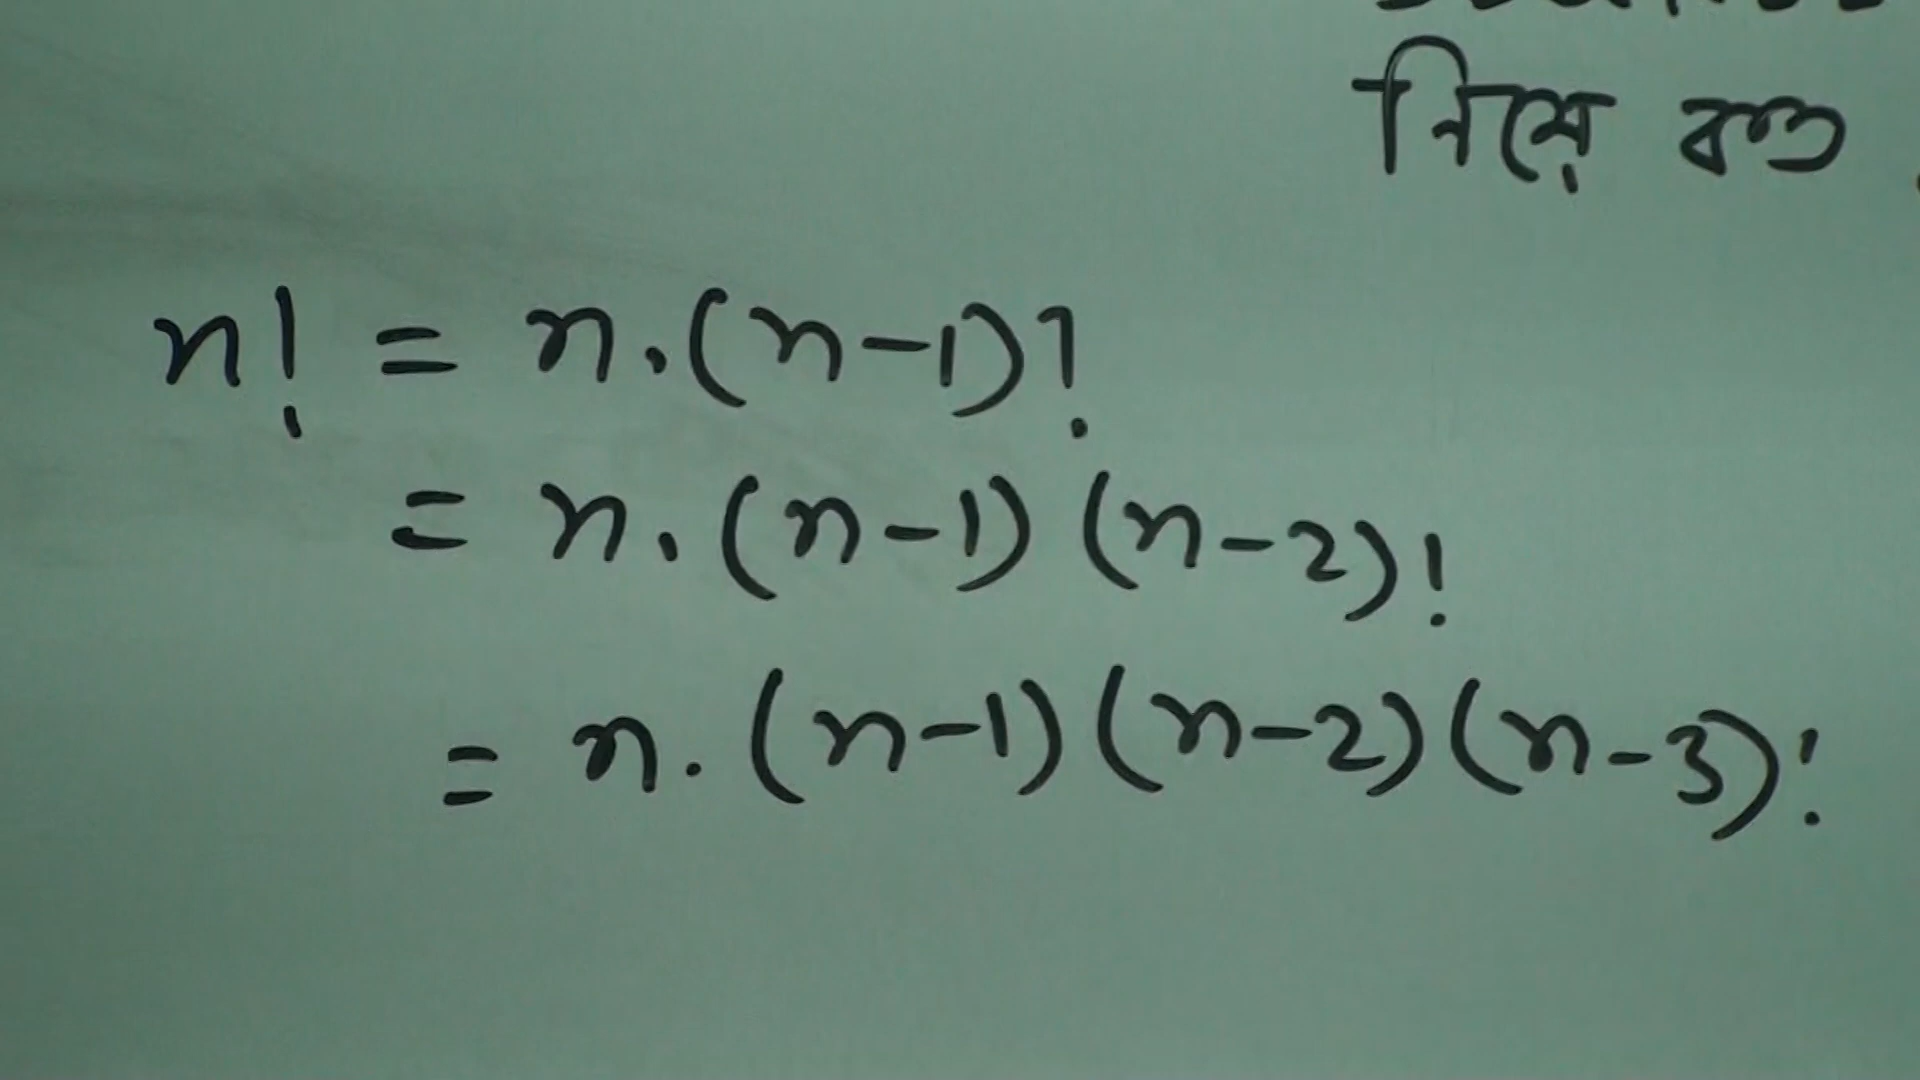 নিয়ে কত
n! = n.(n-1)!
= n.(n-1)(n-2)!
= n.(n-1)(n-2)(n-3)!